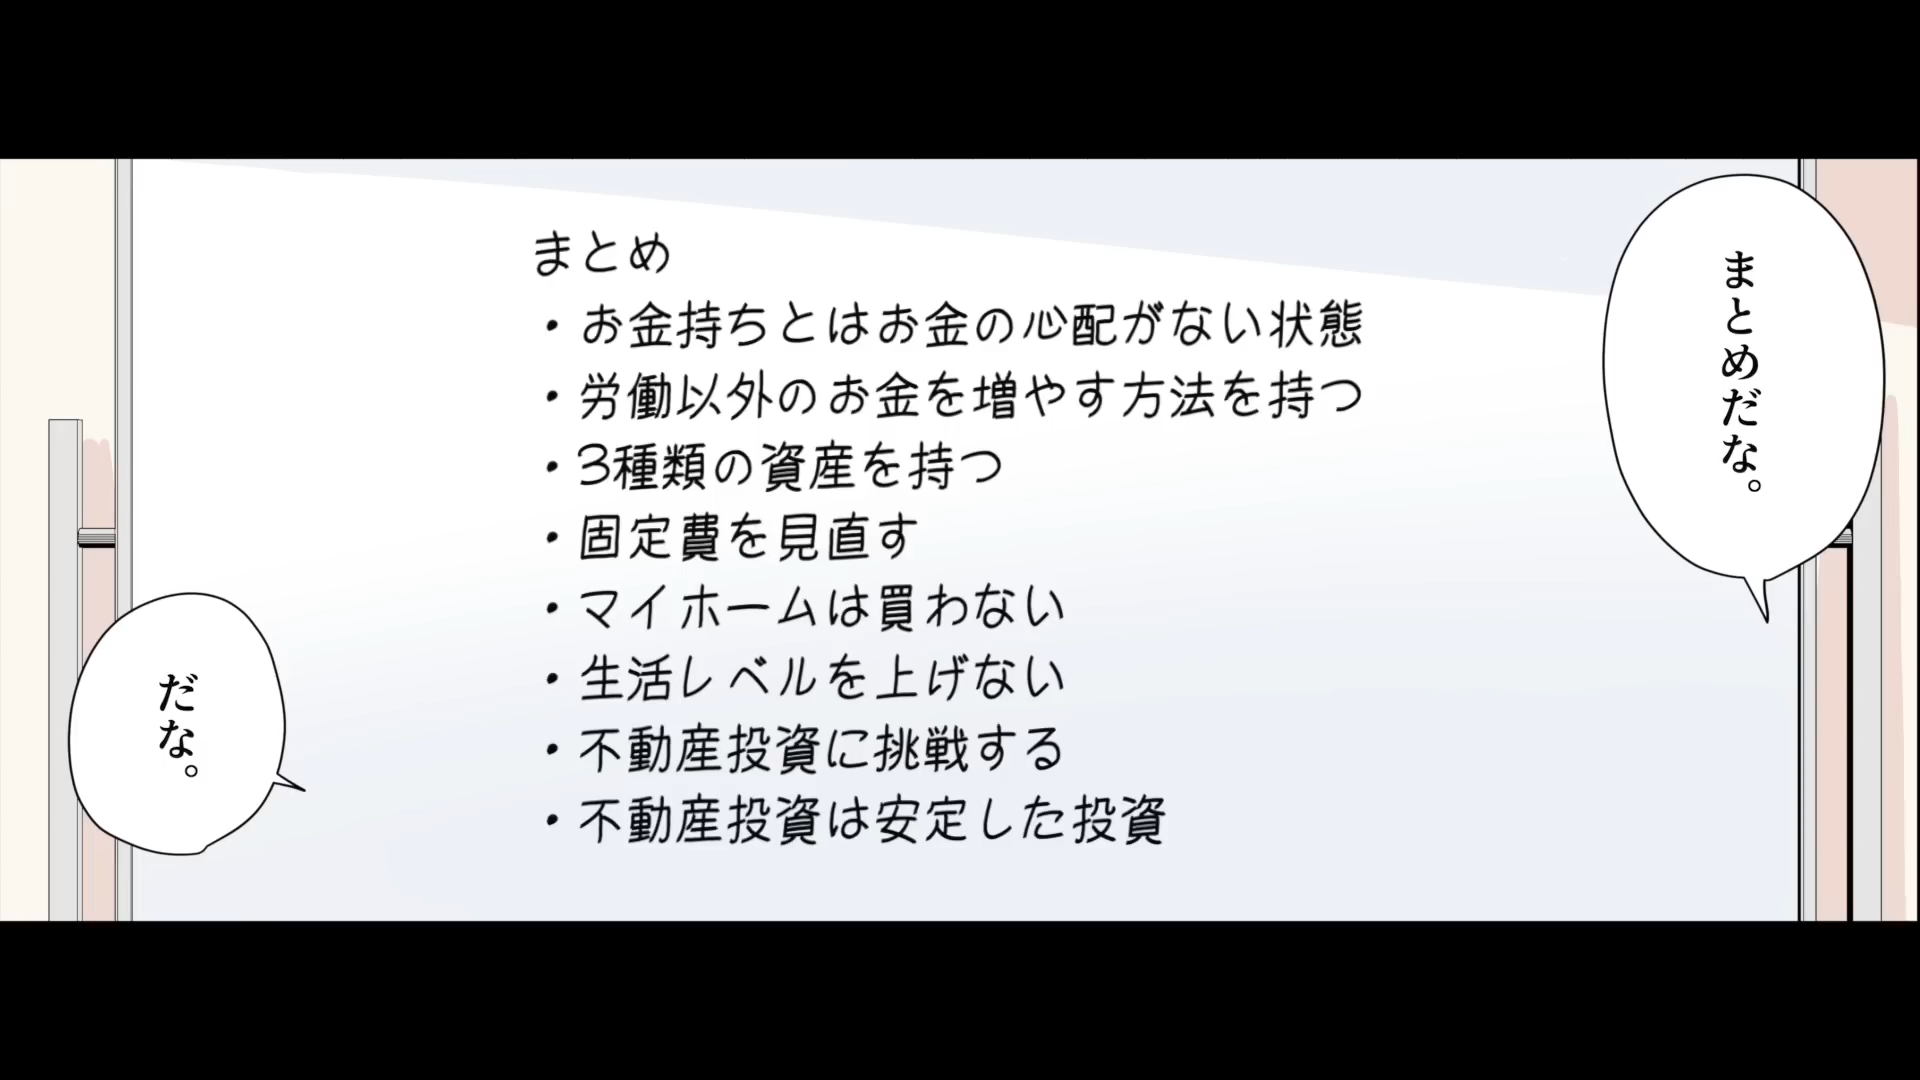 まとめだな。
まとめ
・お金持ちとはお金の心配がない状態
・労働以外のお金を増やす方法を持つ
・3種類の資産を持つ
・固定費を見直す
・マイホームは買わない
・生活レベルを上げない
・不動産投資に挑戦する
・不動産投資は安定した投資
だな。